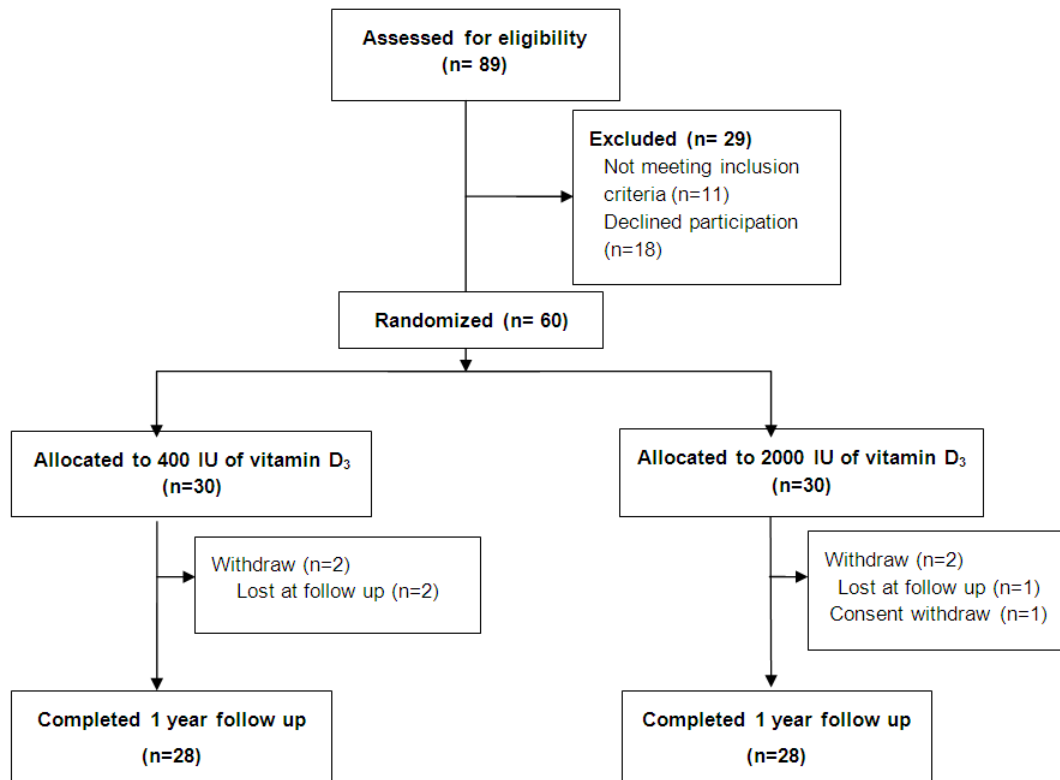 Assessed for eligibility
(n= 89)
Excluded (n= 29)
Not meeting inclusion
criteria (n=11)
Declined participation
(n=18)
Randomized (n= 60)
Allocated to 400 IU of vitamin D₃
(n=30)
Allocated to 2000 IU of vitamin D₃
(n=30)
Withdraw (n=2)
Lost at follow up (n=2)
Withdraw (n=2)
Lost at follow up (n=1)
Consent withdraw (n=1)
Completed 1 year follow up
(n=28)
Completed 1 year follow up
(n=28)